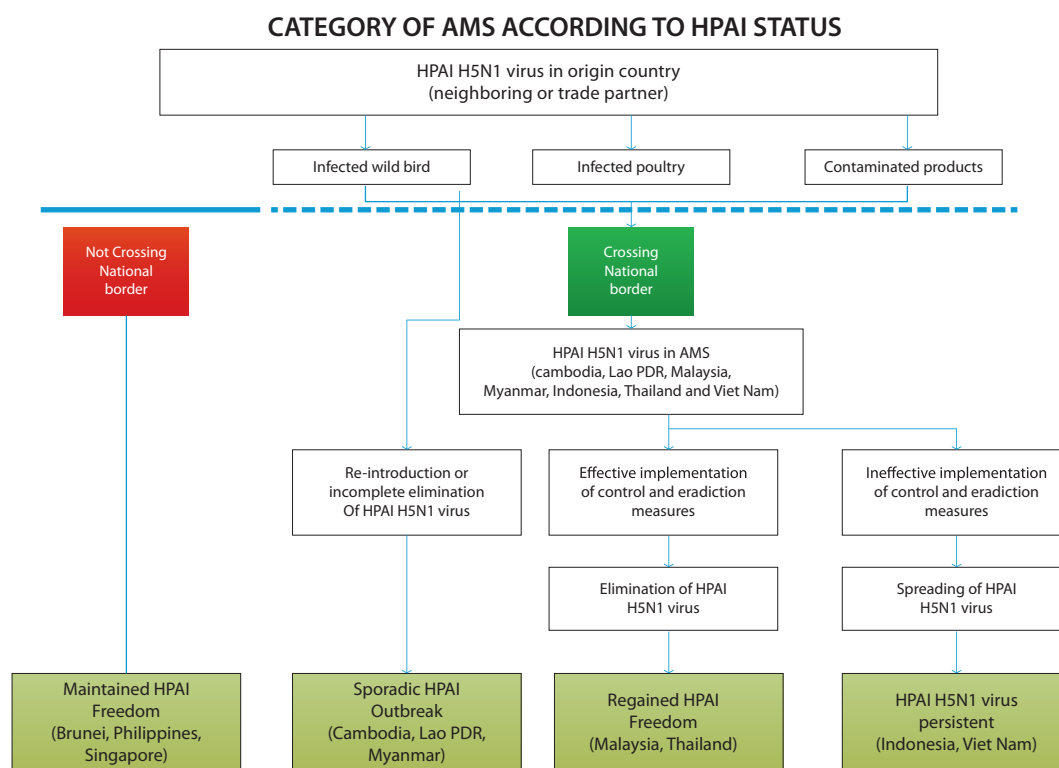 CATEGORY OF AMS ACCORDING TO HPAI STATUS
HPAI H5N1 virus in origin country
(neighboring or trade partner)
Infected wild bird
Infected poultry
Contaminated products
Not Crossing
National
border
Crossing
National
border
HPAI H5N1 virus in AMS
(cambodia, Lao PDR, Malaysia,
Myanmar, Indonesia, Thailand and Viet Nam)
Re-introduction or
incomplete elimination
Of HPAI H5N1 virus
Effective implementation
of control and eradiction
measures
Ineffective implementation
of control and eradiction
measures
Elimination of HPAI
H5N1 virus
Spreading of HPAI
H5N1 virus
Maintained HPAI
Freedom
(Brunei, Philippines,
Singapore)
Sporadic HPAI
Outbreak
(Cambodia, Lao PDR,
Myanmar)
Regained HPAI
Freedom
(Malaysia, Thailand)
HPAI H5N1 virus
persistent
(Indonesia, Viet Nam)